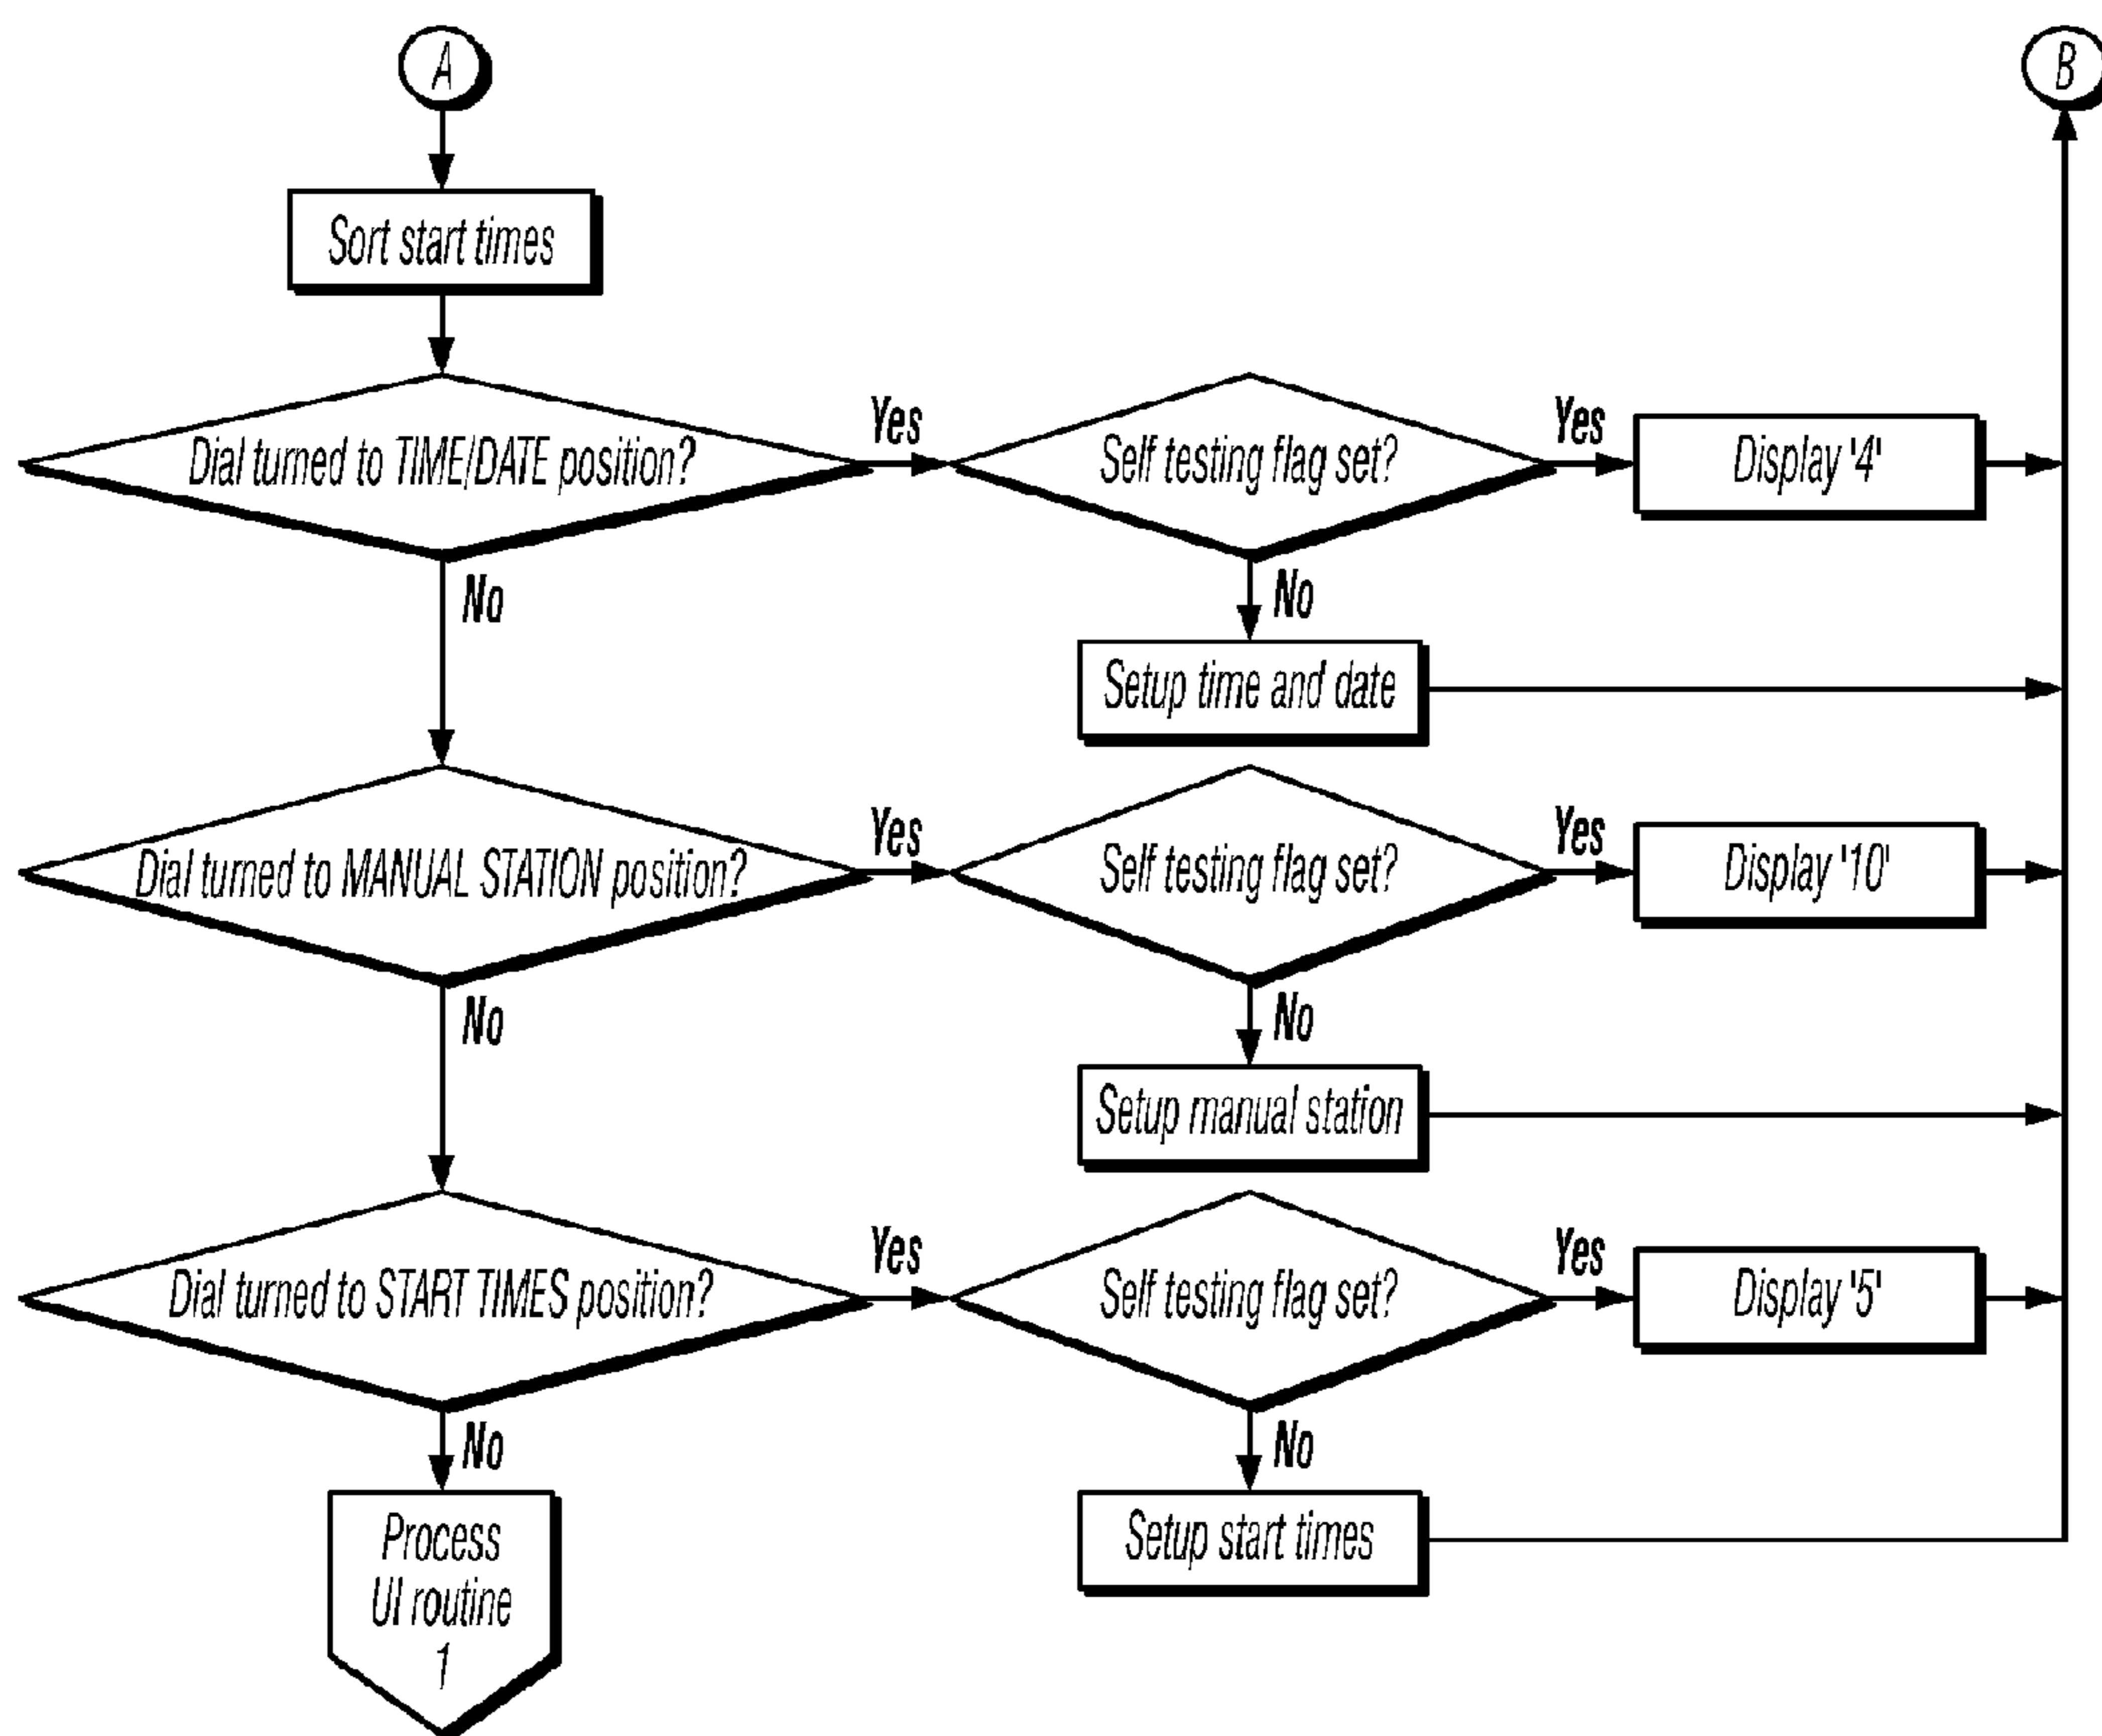 A
B
Sort start times
Dial turned to TIME/DATE position?
Yes
Self testing flag set?
Yes
Display '4'
No
No
Setup time and date
Dial turned to MANUAL STATION position?
Yes
Self testing flag set?
Yes
Display '10'
No
No
Setup manual station
Dial turned to START TIMES position?
Yes
Self testing flag set?
Yes
Display '5'
No
No
Process
UI routine
1
Setup start times